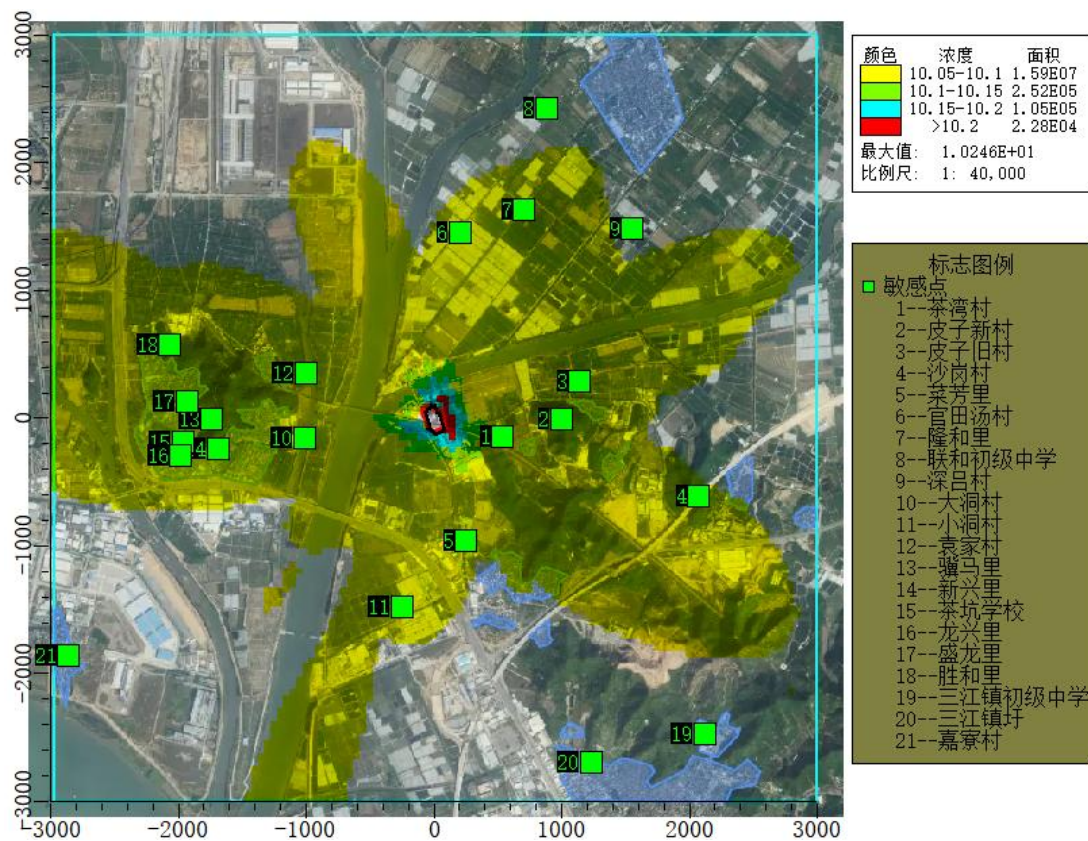 颜色 浓度 面积
10.05-10.1 1.59E07
10.1-10.15 2.52E05
10.15-10.2 1.05E05
>10.2 2.28E04
最大值: 1.0246E+01
比例尺: 1: 40,000
标志图例
敏感点
1--茶湾村
2--皮子新村
3--皮子旧村
4--沙岗村
5--菜芳里
6--官田汤村
7--隆和里
8--联和初级中学
9--深吕村
10--大洞村
11--小洞村
12--袁家村
13--骥马里
14--新兴里
15--茶坑学校
16--龙兴里
17--盛龙里
18--胜和里
19--三江镇初级中学
20--三江镇圩
21--嘉寮村
3000
2000
1000
0
-1000
-2000
-3000
-3000 -2000 -1000 0 1000 2000 3000
8
7
9
6
18
12
3
17
13
2
1
10
15
14
16
4
5
11
21
19
20